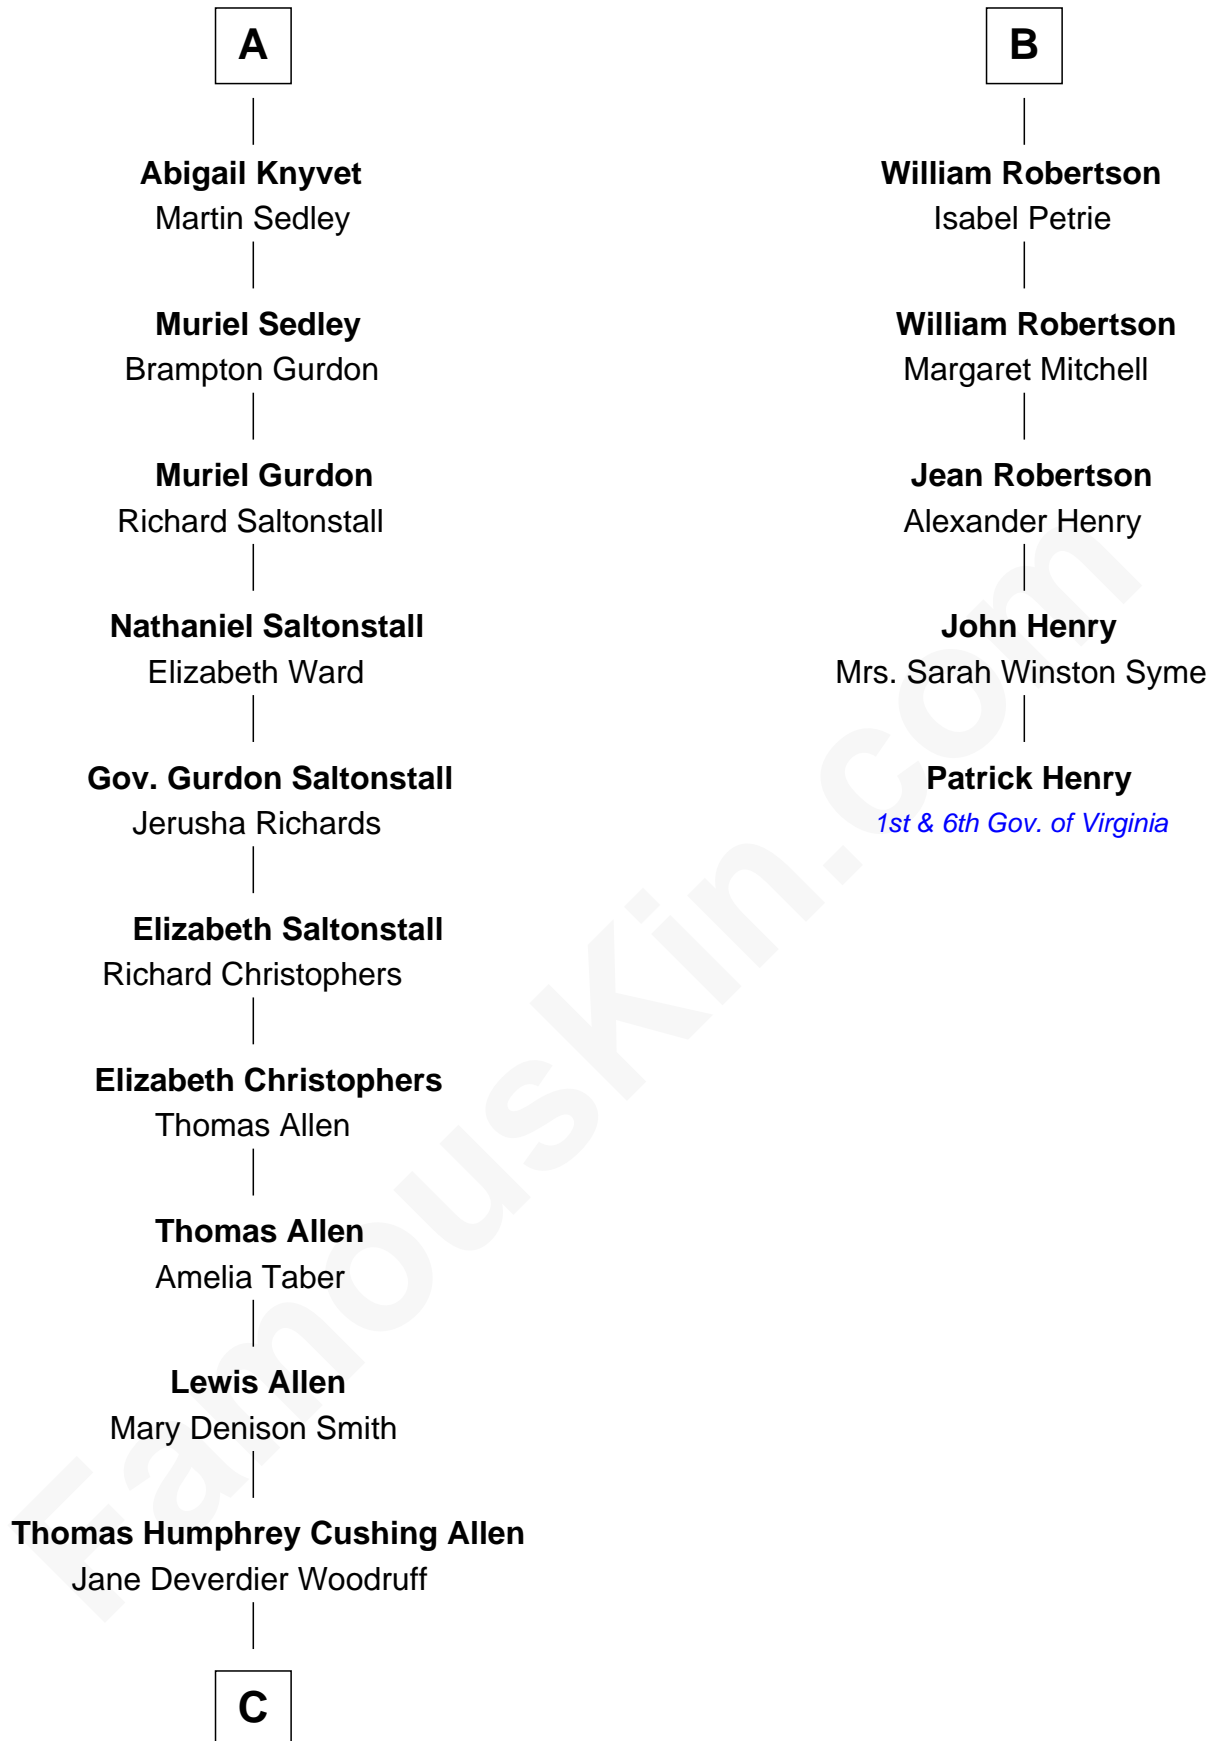 A
Abigail Knyvet
Martin Sedley
Muriel Sedley
Brampton Gurdon
Muriel Gurdon
Richard Saltonstall
Nathaniel Saltonstall
Elizabeth Ward
Gov. Gurdon Saltonstall
Jerusha Richards
Elizabeth Saltonstall
Richard Christophers
Elizabeth Christophers
Thomas Allen
Thomas Allen
Amelia Taber
Lewis Allen
Mary Denison Smith
Thomas Humphrey Cushing Allen
Jane Deverdier Woodruff
C
B
William Robertson
Isabel Petrie
William Robertson
Margaret Mitchell
Jean Robertson
Alexander Henry
John Henry
Mrs. Sarah Winston Syme
Patrick Henry
1st & 6th Gov. of Virginia
FamousKin.com